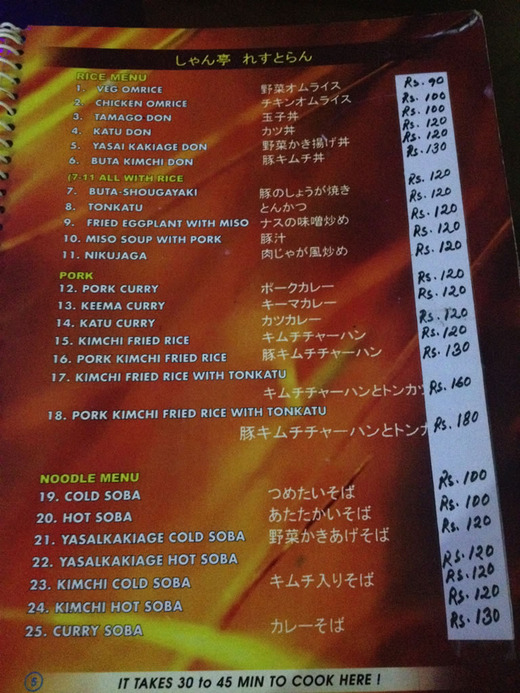 しゃん亭 れすとらん
RICE MENU
1. VEG OMRICE 野菜オムライス Rs. 90
2. CHICKEN OMRICE チキンオムライス Rs. 100
3. TAMAGO DON 玉子丼 Rs. 100
4. KATU DON カツ丼 Rs. 120
5. YASAI KAKIAGE DON 野菜かき揚げ丼 Rs. 120
6. BUTA KIMCHI DON 豚キムチ丼 Rs. 130
(7-11 ALL WITH RICE
7. BUTA-SHOUGAYAKI 豚のしょうが焼き Rs. 120
8. TONKATU とんかつ Rs. 120
9. FRIED EGGPLANT WITH MISO ナスの味噌炒め Rs. 120
10. MISO SOUP WITH PORK 豚汁 Rs. 120
11. NIKUJAGA 肉じゃが風炒め Rs. 120
PORK
12. PORK CURRY ポークカレー Rs. 120
13. KEEMA CURRY キーマカレー Rs. 120
14. KATU CURRY カツカレー Rs. 120
15. KIMCHI FRIED RICE キムチチャーハン Rs. 120
16. PORK KIMCHI FRIED RICE 豚キムチチャーハン Rs. 130
17. KIMCHI FRIED RICE WITH TONKATU
キムチチャーハンとトンカツ Rs. 160
18. PORK KIMCHI FRIED RICE WITH TONKATU
豚キムチチャーハンとトンカ Rs. 180
NOODLE MENU
19. COLD SOBA つめたいそば Rs. 100
20. HOT SOBA あたたかいそば Rs. 100
21. YASALKAKIAGE COLD SOBA 野菜かきあげそば Rs. 120
22. YASALKAKIAGE HOT SOBA Rs. 120
23. KIMCHI COLD SOBA キムチ入りそば Rs. 120
24. KIMCHI HOT SOBA Rs. 120
25. CURRY SOBA カレーそば Rs. 130
5 IT TAKES 30 to 45 MIN TO COOK HERE !